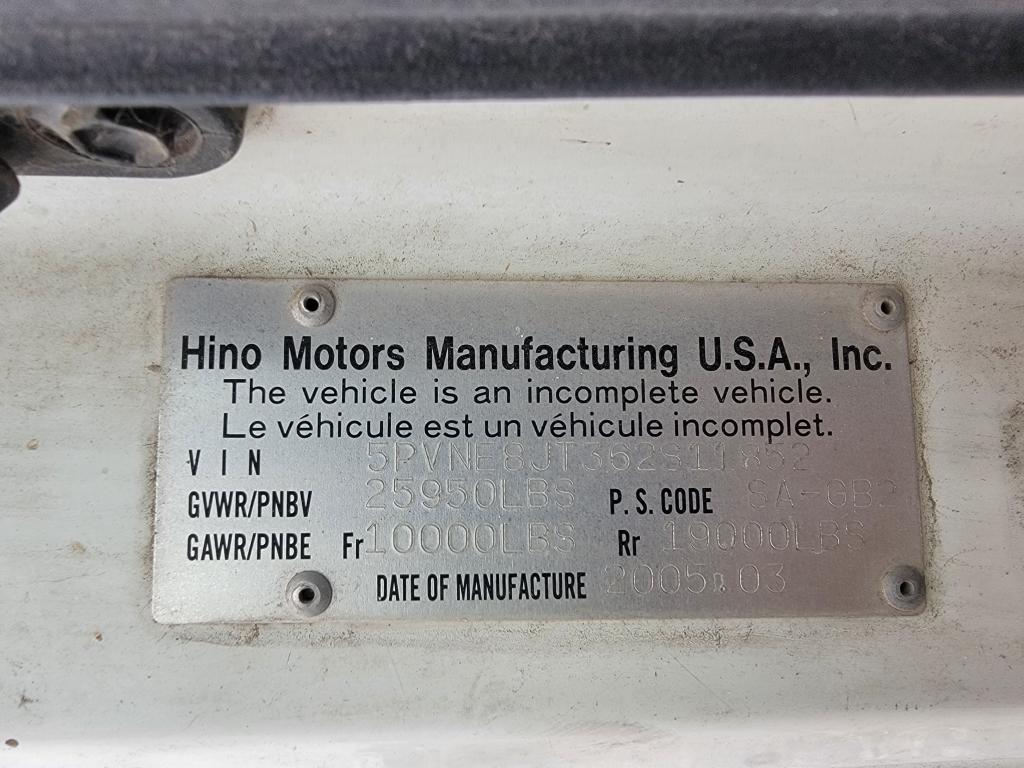 Hino Motors Manufacturing U.S.A., Inc.
The vehicle is an incomplete vehicle.
Le véhicule est un véhicule incomplet.
V I N 5PVNE8JT362S11852
GVWR/PNBV 25950LBS P. S. CODE SA-GB2
GAWR/PNBE Fr 10000LBS Rr 19000LBS
DATE OF MANUFACTURE 2005.03